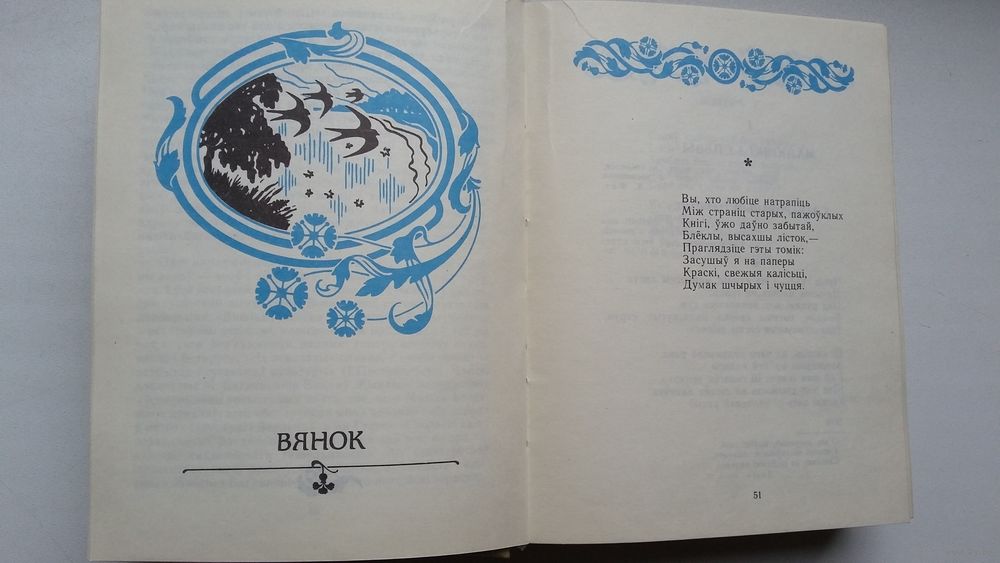 ВЯНОК
*
Вы, хто любіце натрапіць
Між страніц старых, пажоўклых
Кнігі, ўжо даўно забытай,
Блёклы, высахшы лісток,—
Праглядзіце гэты томік:
Засушыў я на паперы
Краскі, свежыя калісьці,
Думак шчырых і чуцця.
51